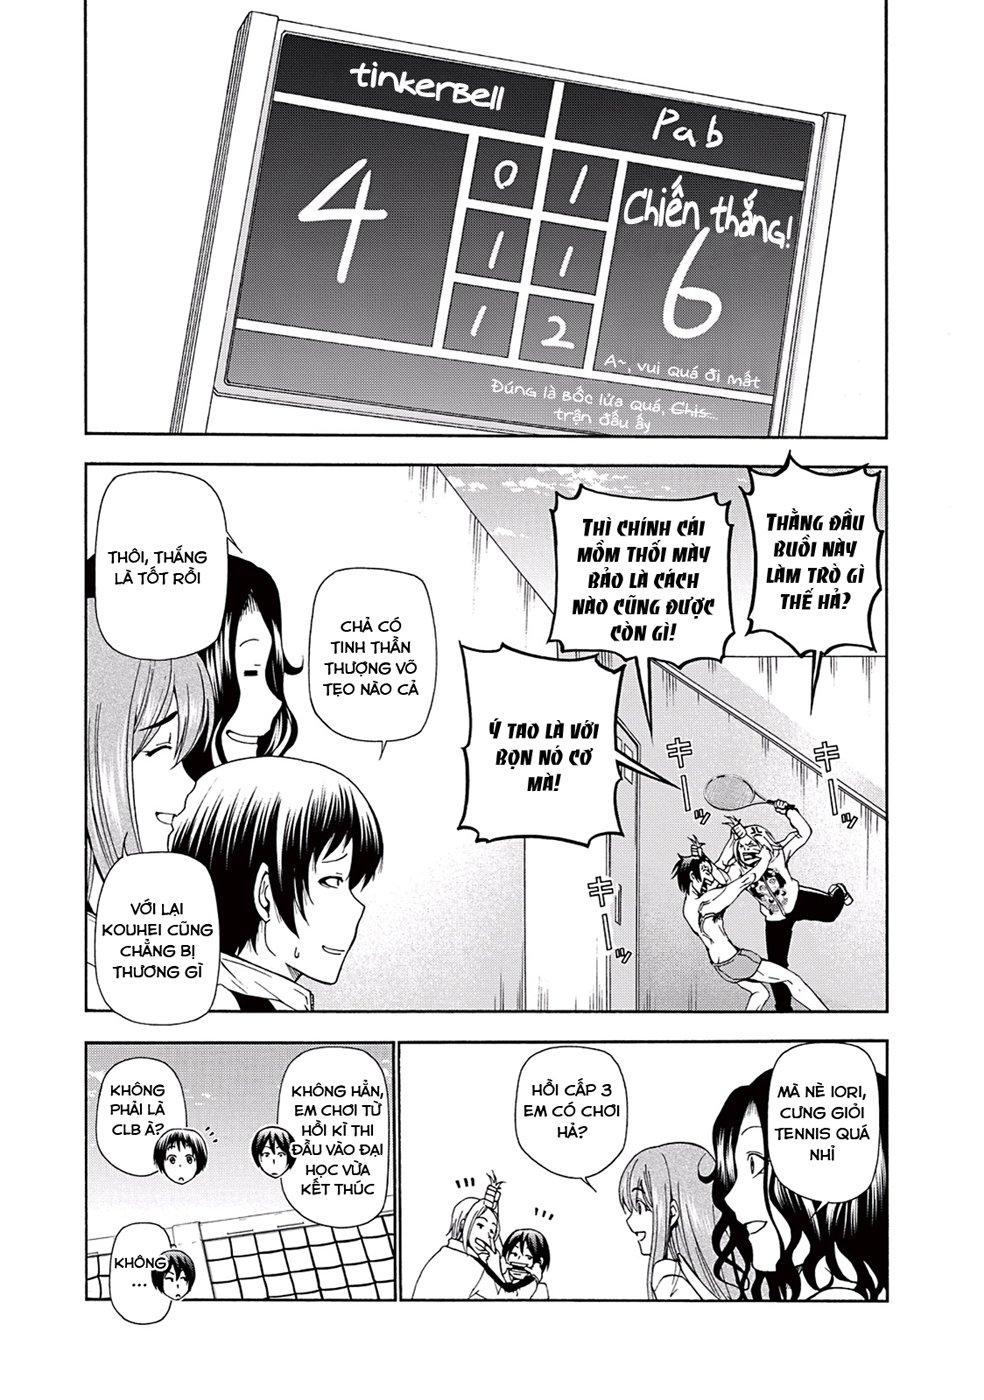 tinkerBell
Pab
4
0 1
1 1
1 2
Chiến thắng!
6
A~, vui quá đi mất
Đúng là bốc lửa quá, Chis...
trận đấu ấy
THẰNG ĐẦU
BUỒI NÀY
LÀM TRÒ GÌ
THẾ HẢ?
THÌ CHÍNH CÁI
MỒM THỐI MÀY
BẢO LÀ CÁCH
NÀO CŨNG ĐƯỢC
CÒN GÌ!
Ý TAO LÀ VỚI
BỌN NÓ CƠ
MÀ!
キーッ
キーッ
キーッ
THÔI, THẮNG
LÀ TỐT RỒI
CHẢ CÓ
TINH THẦN
THƯỢNG VÕ
TẸO NÀO CẢ
VỚI LẠI
KOUHEI CŨNG
CHẲNG BỊ
THƯƠNG GÌ
MÀ NÈ IORI,
CƯNG GIỎI
TENNIS QUÁ
NHỈ
HỒI CẤP 3
EM CÓ CHƠI
HẢ?
KHÔNG HẲN,
EM CHƠI TỪ
HỒI KÌ THI
ĐẦU VÀO ĐẠI
HỌC VỪA
KẾT THÚC
KHÔNG
PHẢI LÀ
CLB À?
KHÔNG
...